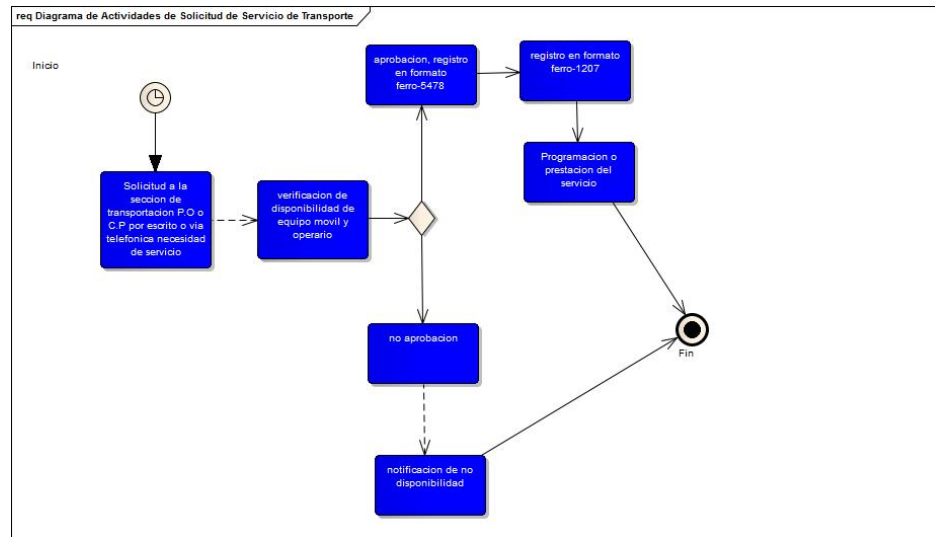 req Diagrama de Actividades de Solicitud de Servicio de Transporte
Inicio
Solicitud a la
seccion de
transportacion P.O o
C.P por escrito o via
telefonica necesidad
de servicio
verificacion de
disponibilidad de
equipo movil y
operario
aprobacion, registro
en formato
ferro-5478
registro en formato
ferro-1207
Programacion o
prestacion del
servicio
no aprobacion
notificacion de no
disponibilidad
Fin